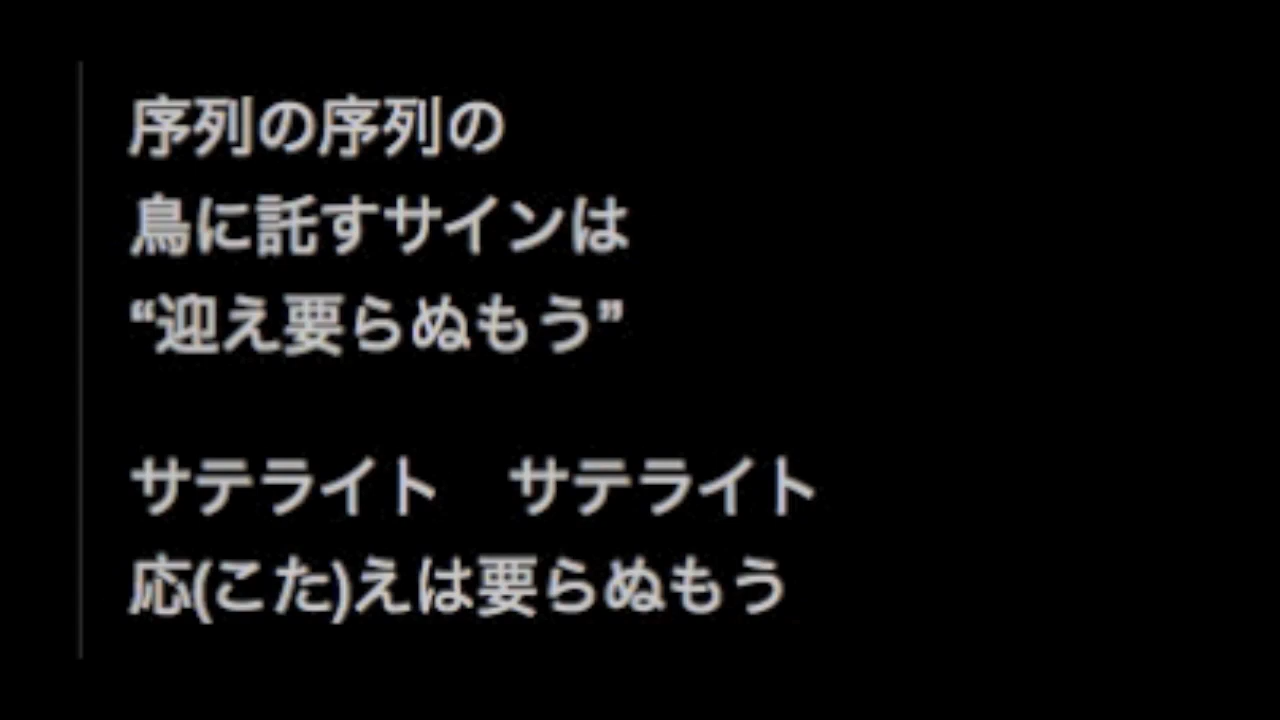 序列の序列の
鳥に託すサインは
“迎え要らぬもう”
サテライト　サテライト
応(こた)えは要らぬもう